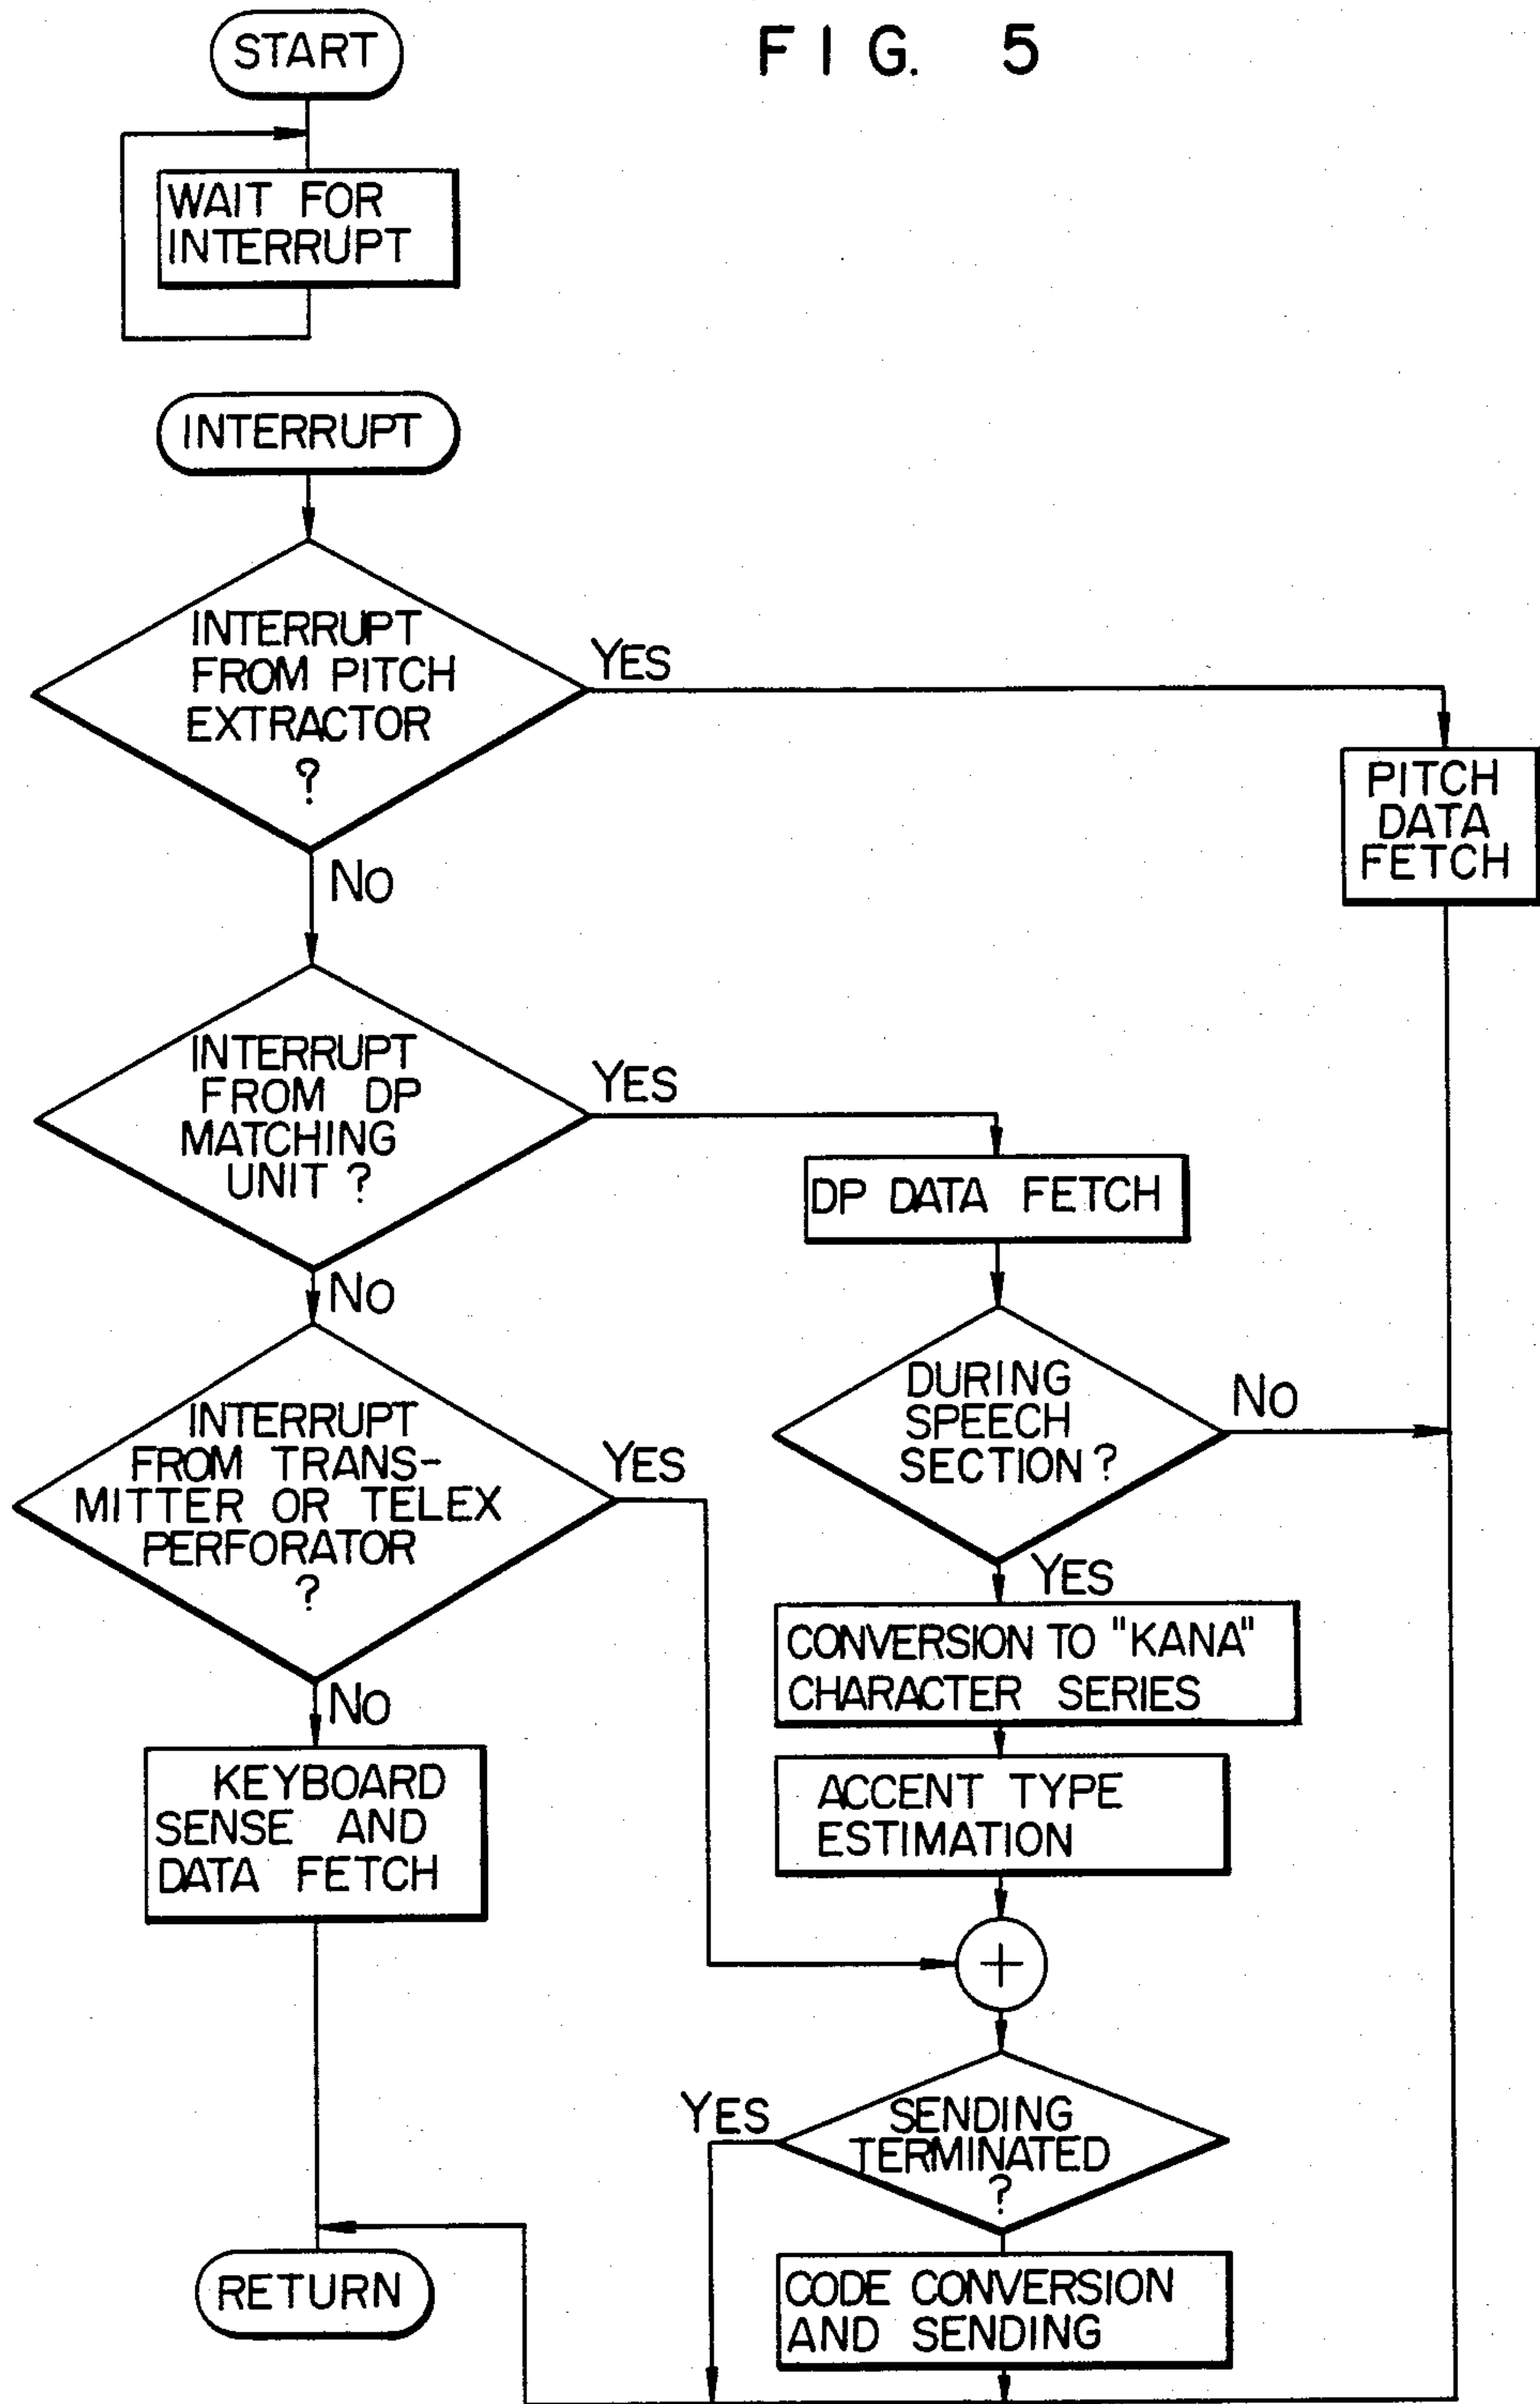 FIG. 5
START
WAIT FOR
INTERRUPT
INTERRUPT
INTERRUPT
FROM PITCH
EXTRACTOR
?
YES
PITCH
DATA
FETCH
NO
INTERRUPT
FROM DP
MATCHING
UNIT ?
YES
DP DATA FETCH
NO
DURING
SPEECH
SECTION ?
NO
INTERRUPT
FROM TRANS-
MITTER OR TELEX
PERFORATOR
?
YES
YES
CONVERSION TO "KANA"
CHARACTER SERIES
NO
KEYBOARD
SENSE AND
DATA FETCH
ACCENT TYPE
ESTIMATION
+
YES
SENDING
TERMINATED
?
RETURN
CODE CONVERSION
AND SENDING